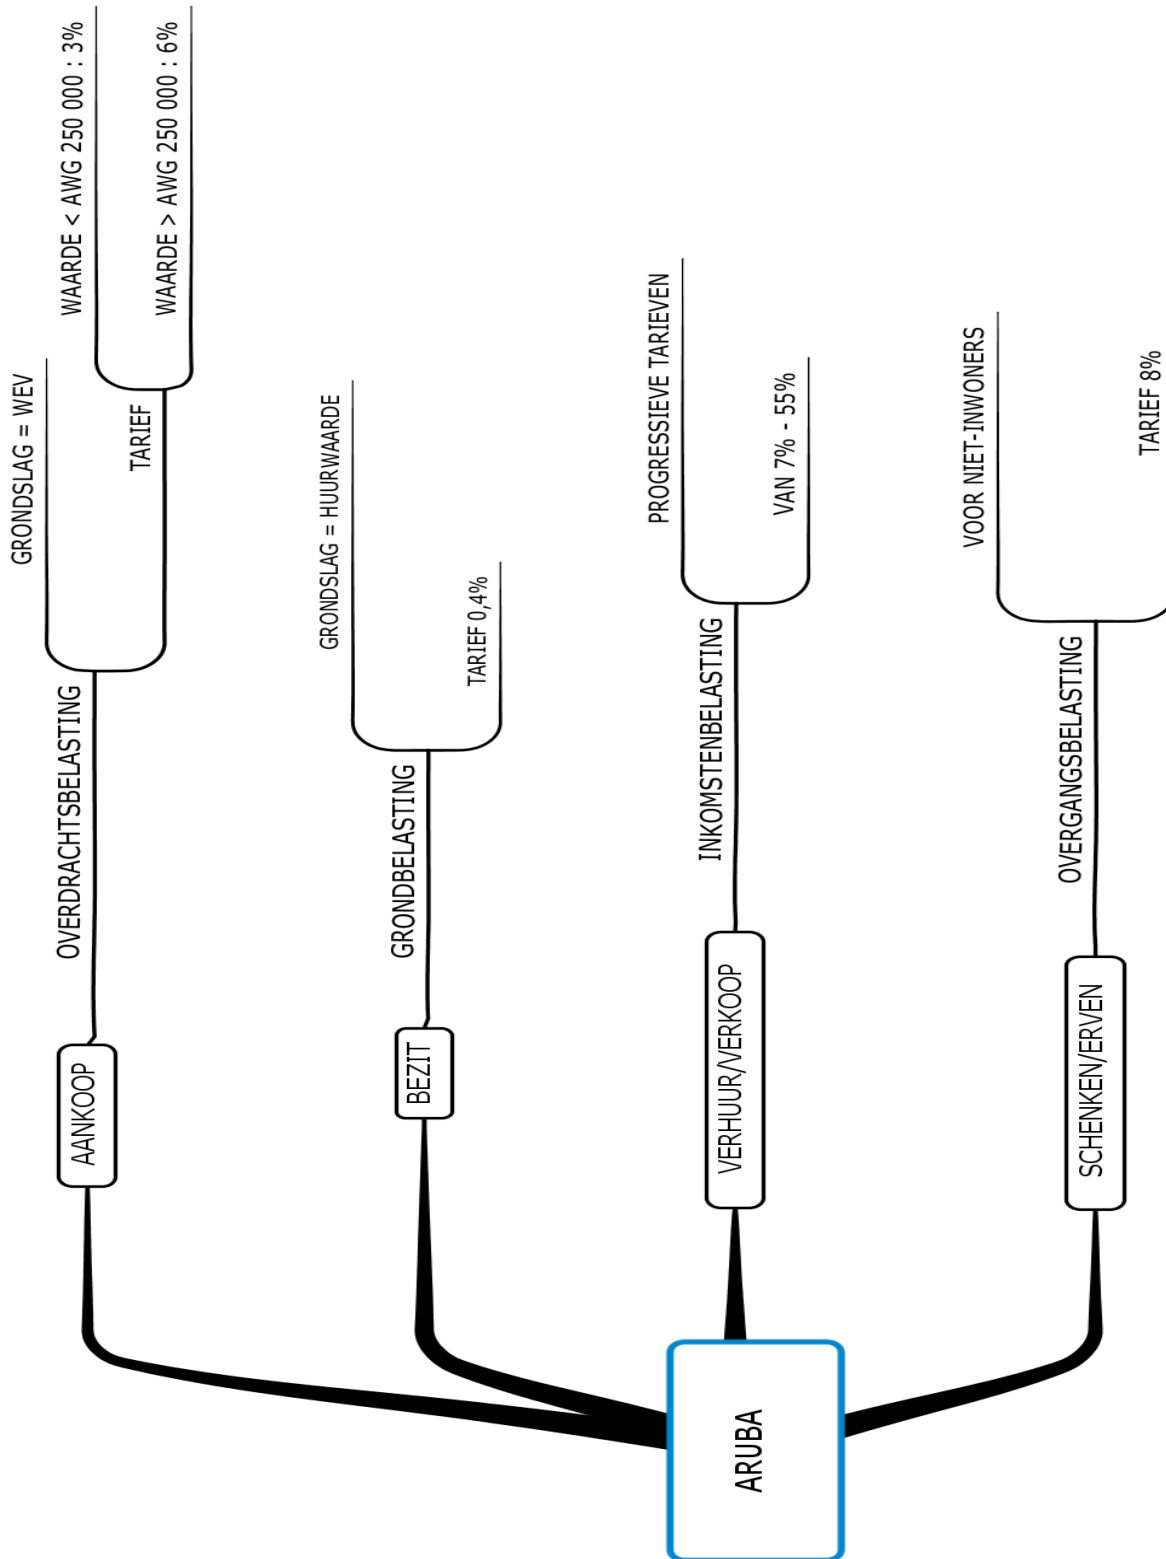 ARUBA
AANKOOP
OVERDRACHTSBELASTING
GRONDSLAG = WEV
TARIEF
WAARDE < AWG 250 000 : 3%
WAARDE > AWG 250 000 : 6%
BEZIT
GRONDBELASTING
GRONDSLAG = HUURWAARDE
TARIEF 0,4%
VERHUUR/VERKOOP
INKOMSTENBELASTING
PROGRESSIEVE TARIEVEN
VAN 7% - 55%
SCHENKEN/ERVEN
OVERGANGSBELASTING
VOOR NIET-INWONERS
TARIEF 8%